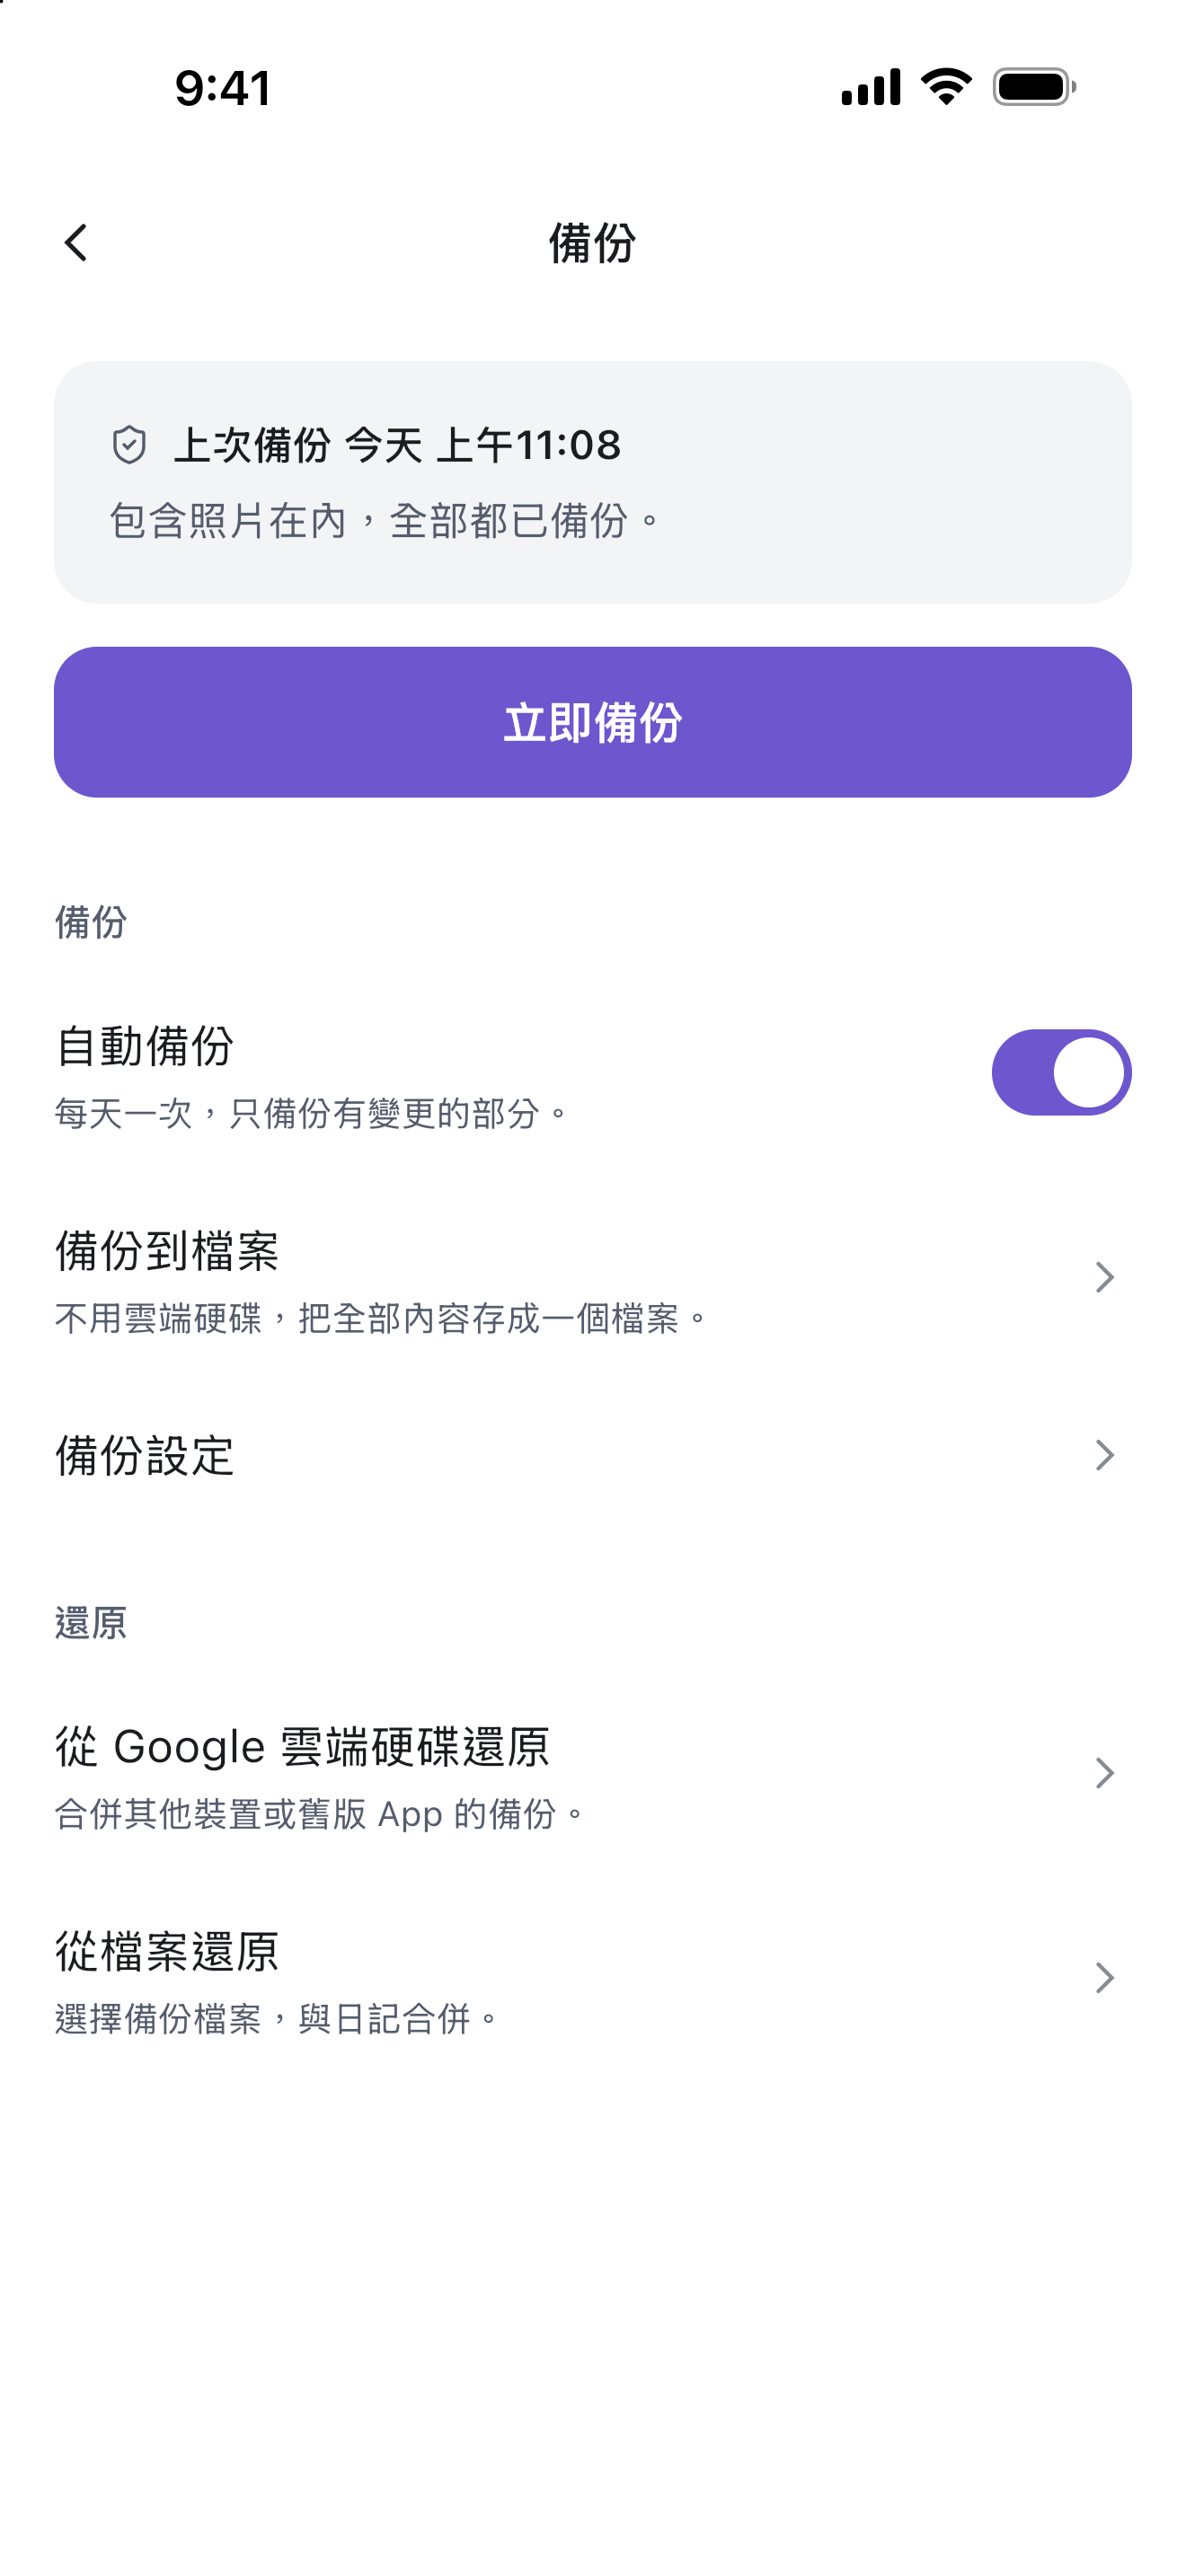 9:41
備份
上次備份 今天 上午11:08
包含照片在內，全部都已備份。
立即備份
備份
自動備份
每天一次，只備份有變更的部分。
備份到檔案
不用雲端硬碟，把全部內容存成一個檔案。
備份設定
還原
從 Google 雲端硬碟還原
合併其他裝置或舊版 App 的備份。
從檔案還原
選擇備份檔案，與日記合併。